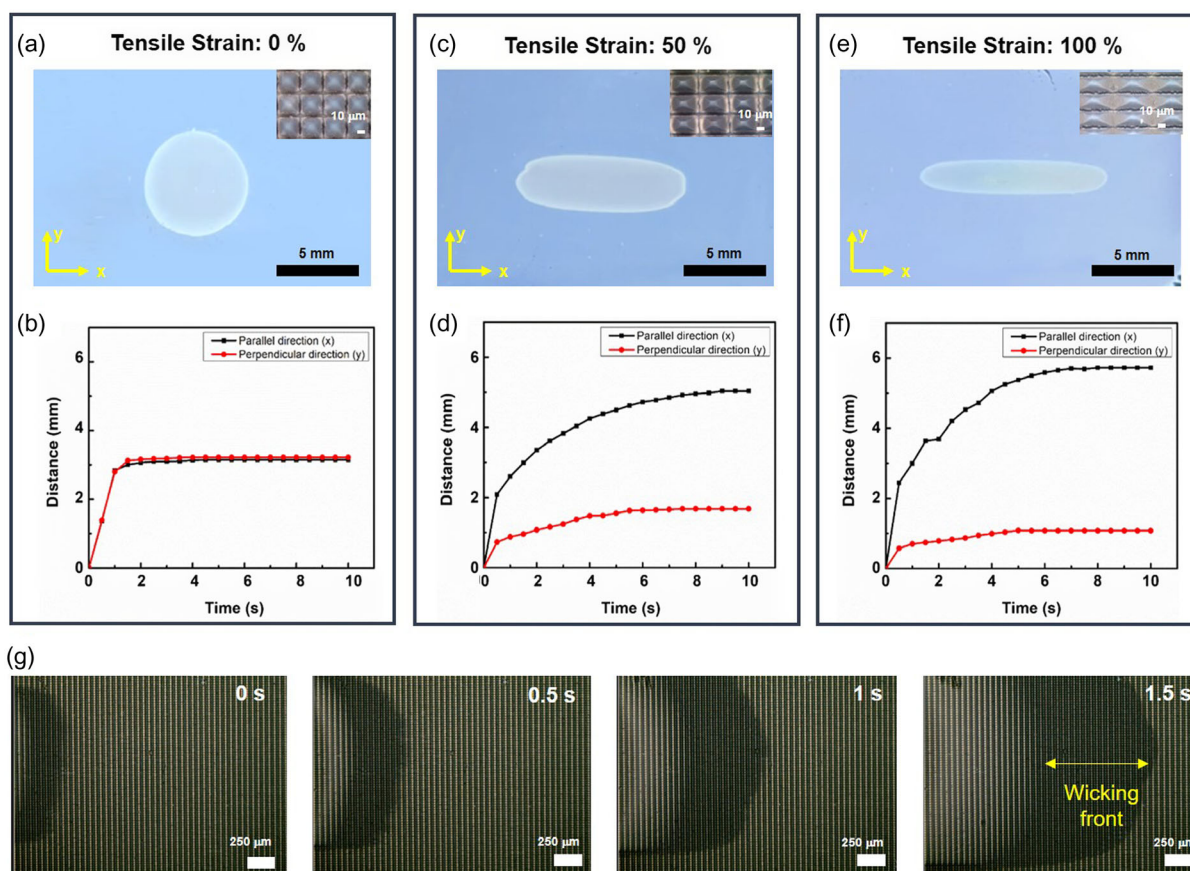 (a)
Tensile Strain: 0 %
10 μm
y
x
5 mm
(c)
Tensile Strain: 50 %
10 μm
y
x
5 mm
(e)
Tensile Strain: 100 %
10 μm
y
x
5 mm
(b)
Parallel direction (x)
Perpendicular direction (y)
6
4
2
0
Distance (mm)
0 2 4 6 8 10
Time (s)
(d)
Parallel direction (x)
Perpendicular direction (y)
6
4
2
0
Distance (mm)
0 2 4 6 8 10
Time (s)
(f)
Parallel direction (x)
Perpendicular direction (y)
6
4
2
0
Distance (mm)
0 2 4 6 8 10
Time (s)
(g)
0 s
250 μm
0.5 s
250 μm
1 s
250 μm
1.5 s
Wicking
front
250 μm